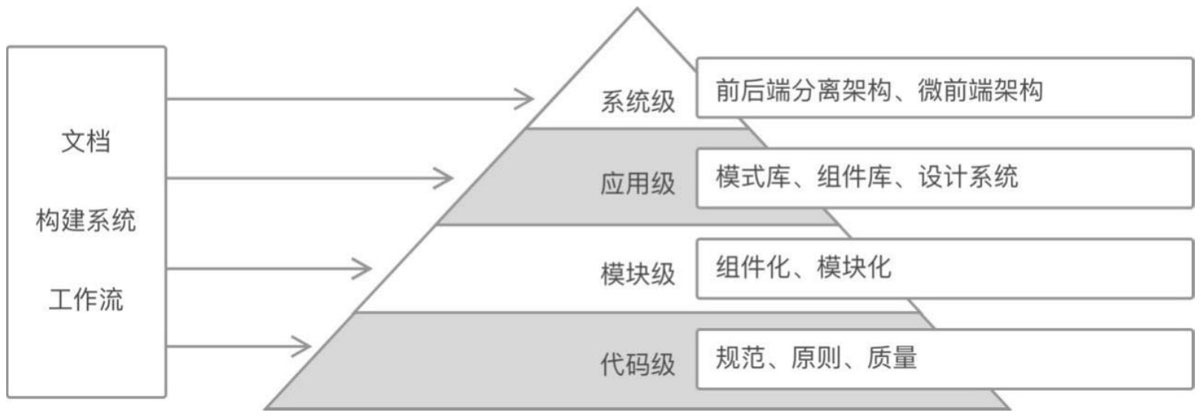 文档
构建系统
工作流
系统级
前后端分离架构、微前端架构
应用级
模式库、组件库、设计系统
模块级
组件化、模块化
代码级
规范、原则、质量